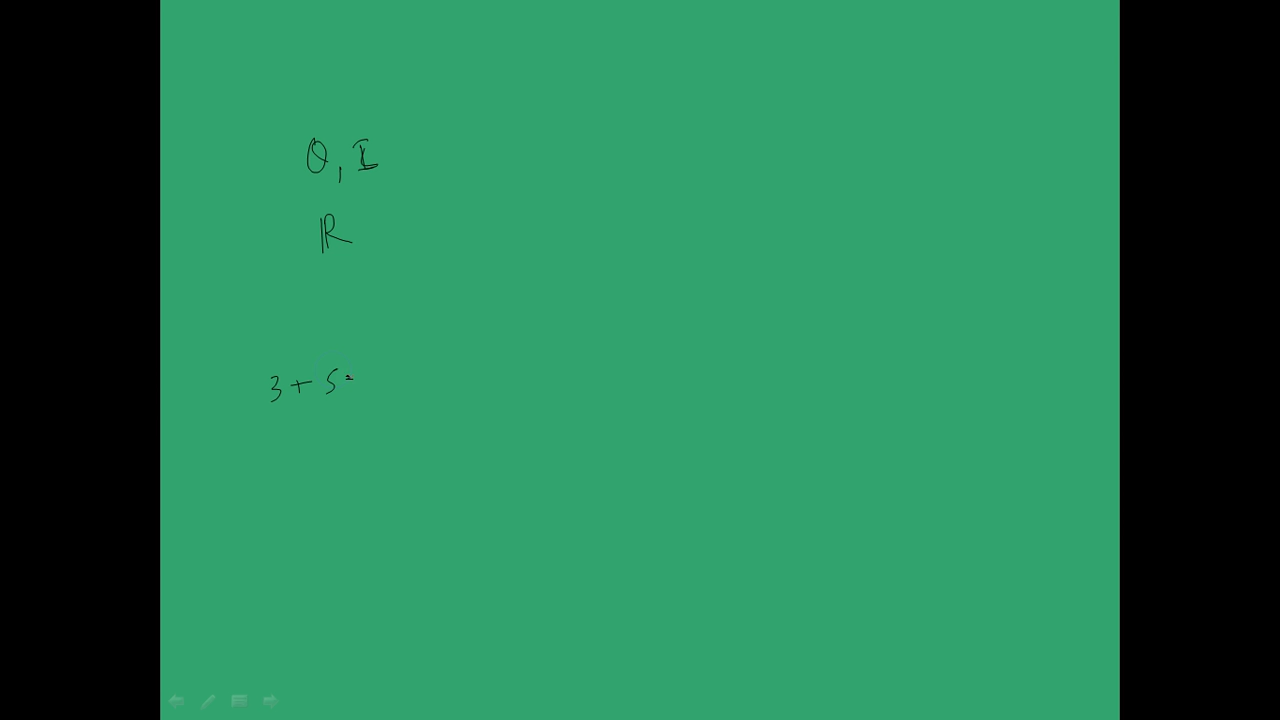 Q, I
ℝ
3 + 5 =